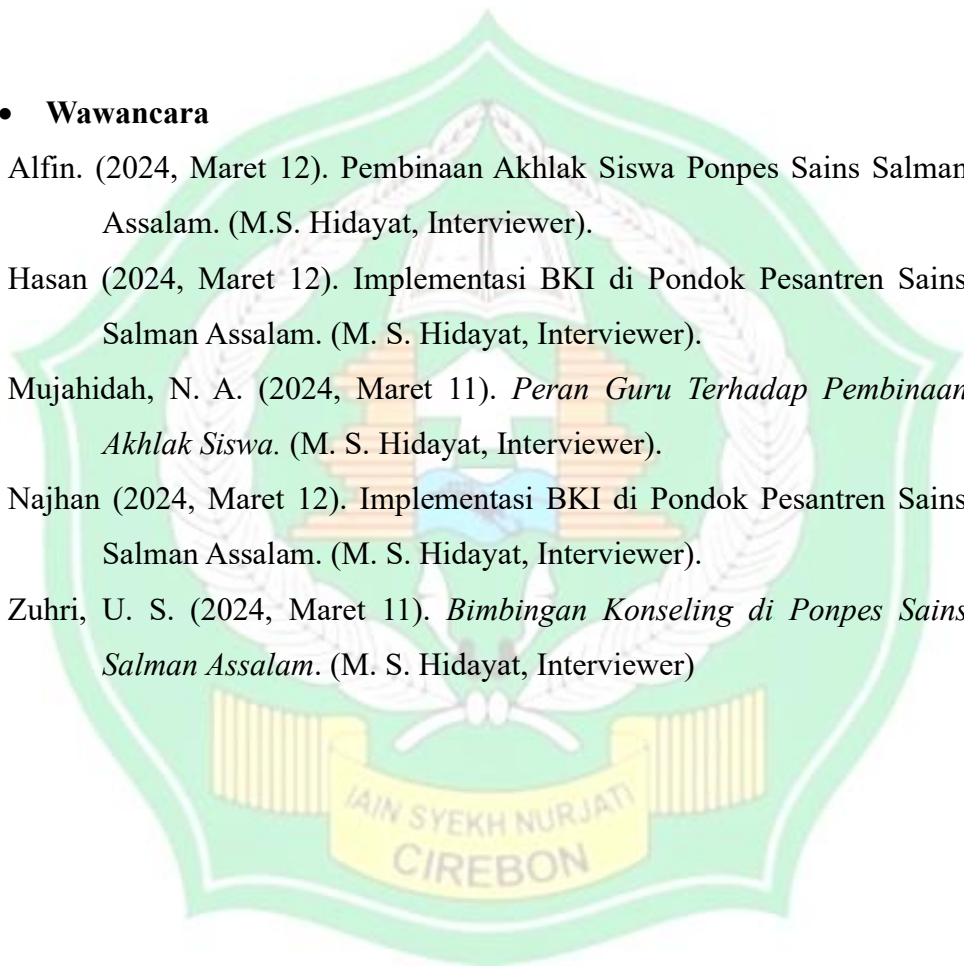 • Wawancara
Alfin. (2024, Maret 12). Pembinaan Akhlak Siswa Ponpes Sains Salman
Assalam. (M.S. Hidayat, Interviewer).
Hasan (2024, Maret 12). Implementasi BKI di Pondok Pesantren Sains
Salman Assalam. (M. S. Hidayat, Interviewer).
Mujahidah, N. A. (2024, Maret 11). Peran Guru Terhadap Pembinaan
Akhlak Siswa. (M. S. Hidayat, Interviewer).
Najhan (2024, Maret 12). Implementasi BKI di Pondok Pesantren Sains
Salman Assalam. (M. S. Hidayat, Interviewer).
Zuhri, U. S. (2024, Maret 11). Bimbingan Konseling di Ponpes Sains
Salman Assalam. (M. S. Hidayat, Interviewer)
IAIN SYEKH NURJATI
CIREBON